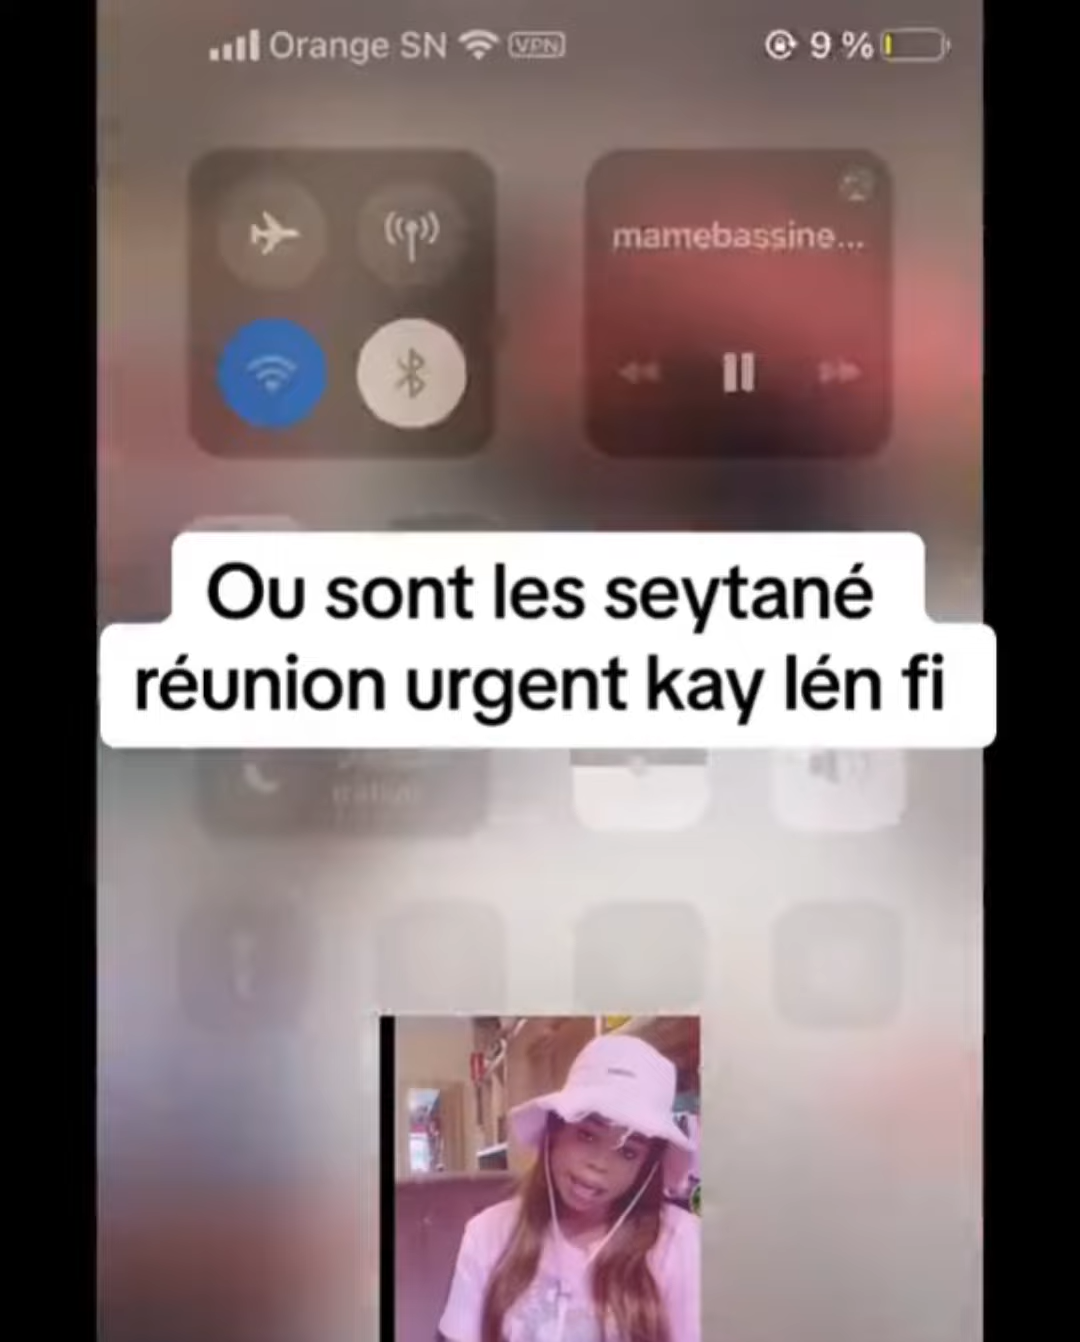 Orange SN VPN 9 %
mamebassine...
Ou sont les seytané
réunion urgent kay lén fi